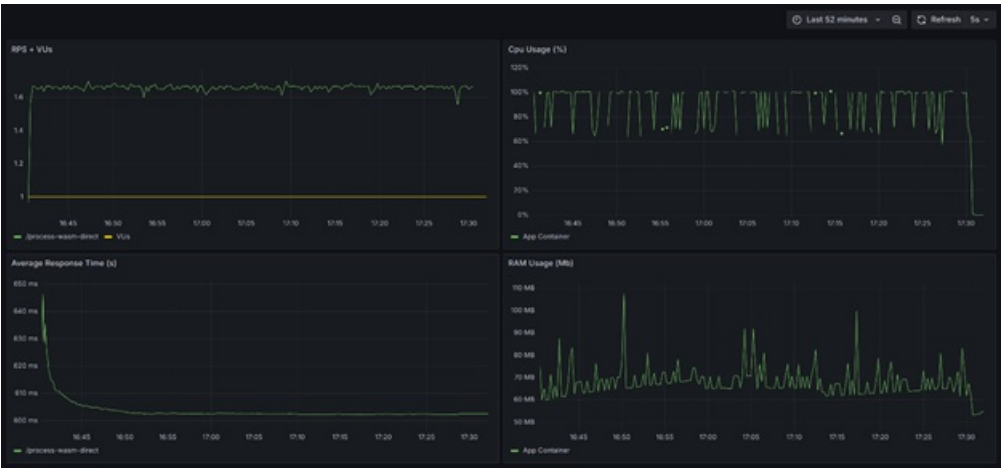 Last 52 minutes Refresh 5s
RPS + VUs
1.6
1.4
1.2
1
16:45 16:50 16:55 17:00 17:05 17:10 17:15 17:20 17:25 17:30
/process-wasm-direct VUs
Cpu Usage (%)
120%
100%
80%
60%
40%
20%
0%
16:45 16:50 16:55 17:00 17:05 17:10 17:15 17:20 17:25 17:30
App Container
Average Response Time (s)
650 ms
640 ms
630 ms
620 ms
610 ms
600 ms
16:45 16:50 16:55 17:00 17:05 17:10 17:15 17:20 17:25 17:30
/process-wasm-direct
RAM Usage (Mb)
110 MB
100 MB
90 MB
80 MB
70 MB
60 MB
50 MB
16:45 16:50 16:55 17:00 17:05 17:10 17:15 17:20 17:25 17:30
App Container